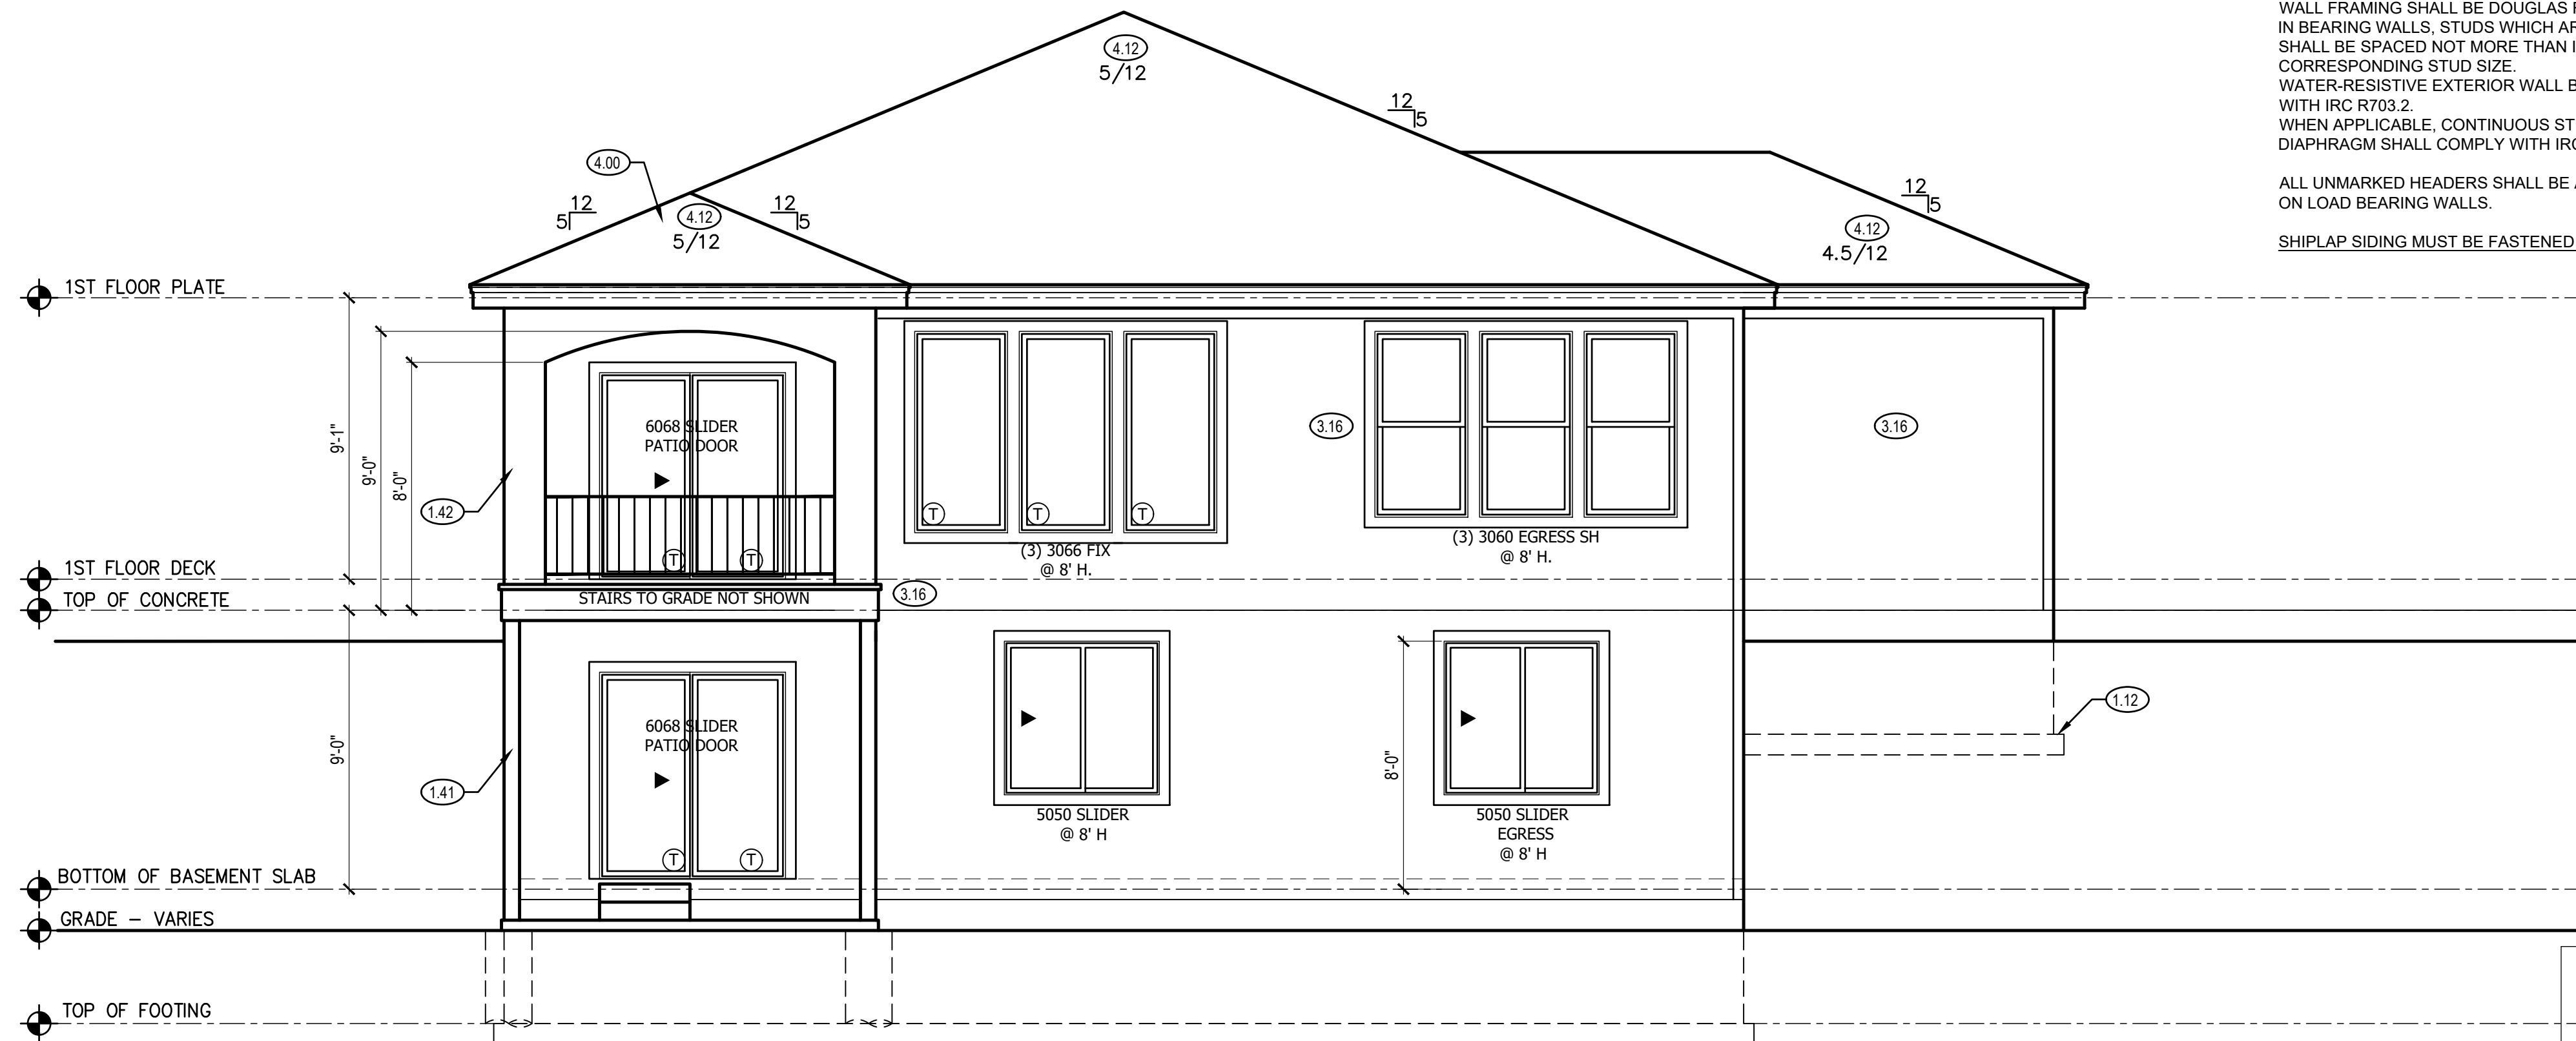 WALL FRAMING SHALL BE DOUGLAS
IN BEARING WALLS, STUDS WHICH
SHALL BE SPACED NOT MORE THAN
CORRESPONDING STUD SIZE.
WATER-RESISTIVE EXTERIOR WALL
WITH IRC R703.2.
WHEN APPLICABLE, CONTINUOUS
DIAPHRAGM SHALL COMPLY WITH
ALL UNMARKED HEADERS SHALL BE
ON LOAD BEARING WALLS.
SHIPLAP SIDING MUST BE FASTENED
4.12
5/12
12
5
4.00
12
5
4.12
5/12
12
5
12
5
4.12
4.5/12
1ST FLOOR PLATE
9'-1"
9'-0"
8'-0"
6068 SLIDER
PATIO DOOR
3.16
3.16
1.42
T
T
T
T
T
(3) 3066 FIX
@ 8' H.
(3) 3060 EGRESS SH
@ 8' H.
1ST FLOOR DECK
TOP OF CONCRETE
STAIRS TO GRADE NOT SHOWN
3.16
1.12
6068 SLIDER
PATIO DOOR
9'-0"
8'-0"
1.41
5050 SLIDER
@ 8' H
5050 SLIDER
EGRESS
@ 8' H
T
T
BOTTOM OF BASEMENT SLAB
GRADE - VARIES
TOP OF FOOTING